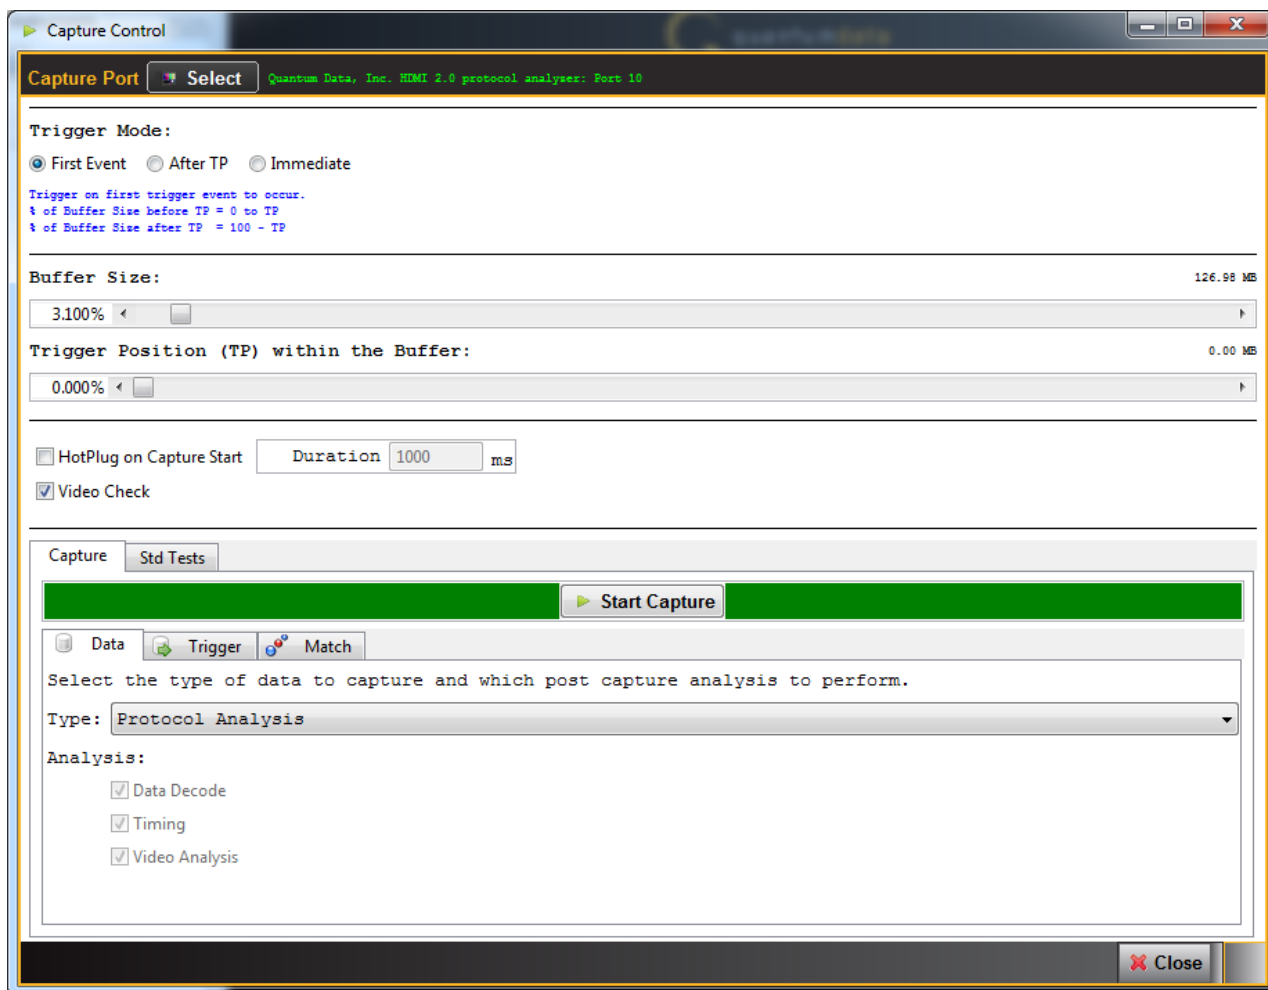 Capture Control
quantumdata
Capture Port Select Quantum Data, Inc. HDMI 2.0 protocol analyzer: Port 10
Trigger Mode:
First Event After TP Immediate
Trigger on first trigger event to occur.
% of Buffer Size before TP = 0 to TP
% of Buffer Size after TP = 100 - TP
Buffer Size: 126.98 MB
3.100%
Trigger Position (TP) within the Buffer: 0.00 MB
0.000%
HotPlug on Capture Start Duration 1000 ms
Video Check
Capture Std Tests
Start Capture
Data Trigger Match
Select the type of data to capture and which post capture analysis to perform.
Type: Protocol Analysis
Analysis:
Data Decode
Timing
Video Analysis
Close